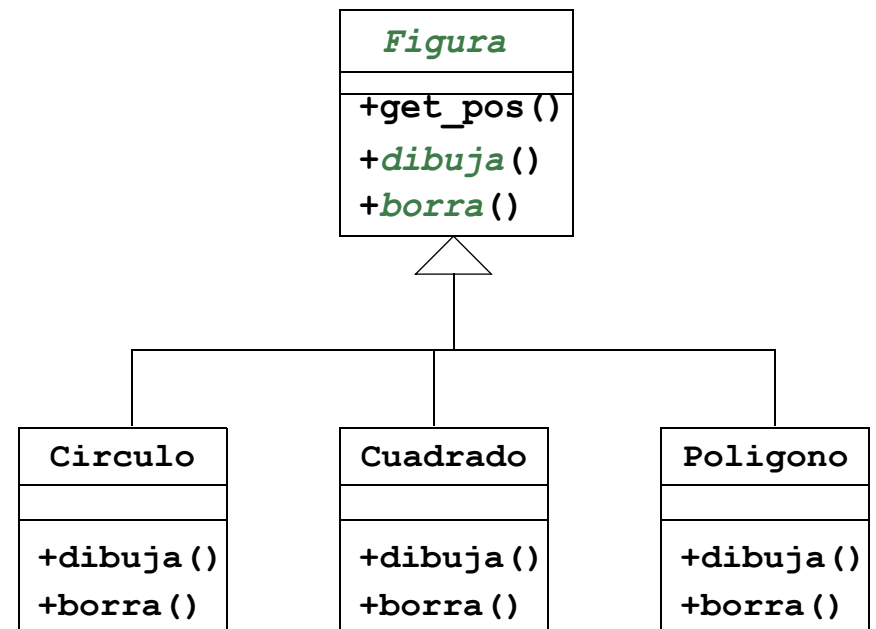 Figura
+get_pos()
+dibuja()
+borra()
Circulo
+dibuja()
+borra()
Cuadrado
+dibuja()
+borra()
Poligono
+dibuja()
+borra()